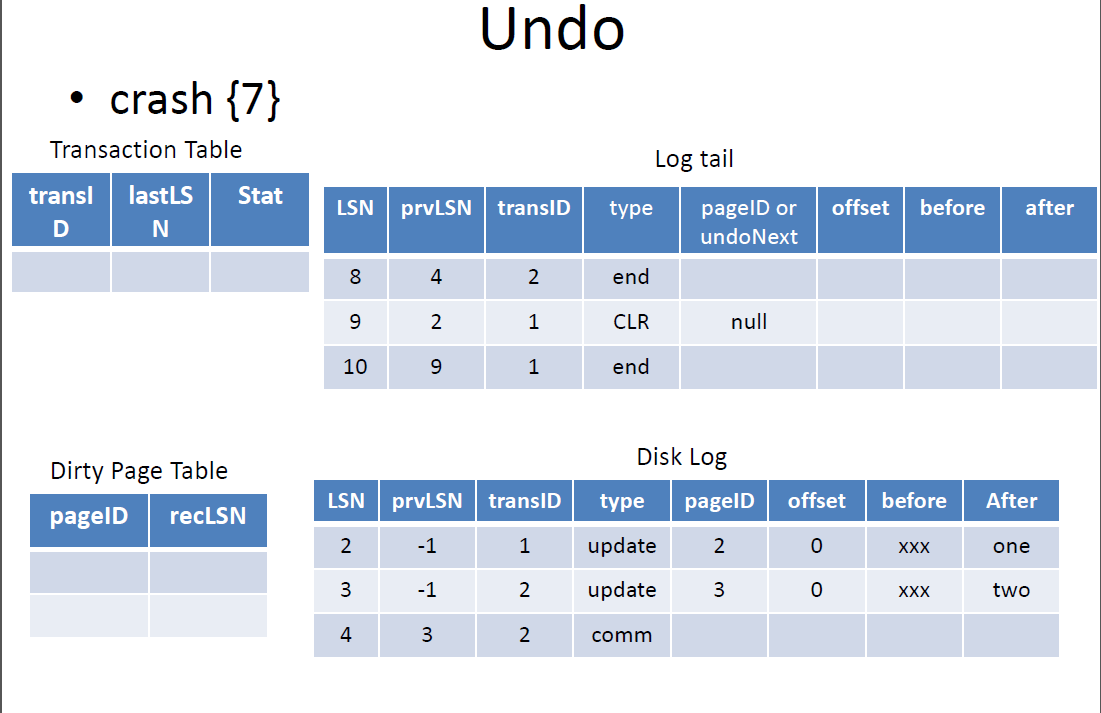 Undo
• crash {7}
Transaction Table
transI
D
lastLS
N
Stat
Log tail
LSN prvLSN transID type pageID or
undoNext offset before after
8 4 2 end
9 2 1 CLR null
10 9 1 end
Dirty Page Table
pageID recLSN
Disk Log
LSN prvLSN transID type pageID offset before After
2 -1 1 update 2 0 xxx one
3 -1 2 update 3 0 xxx two
4 3 2 comm